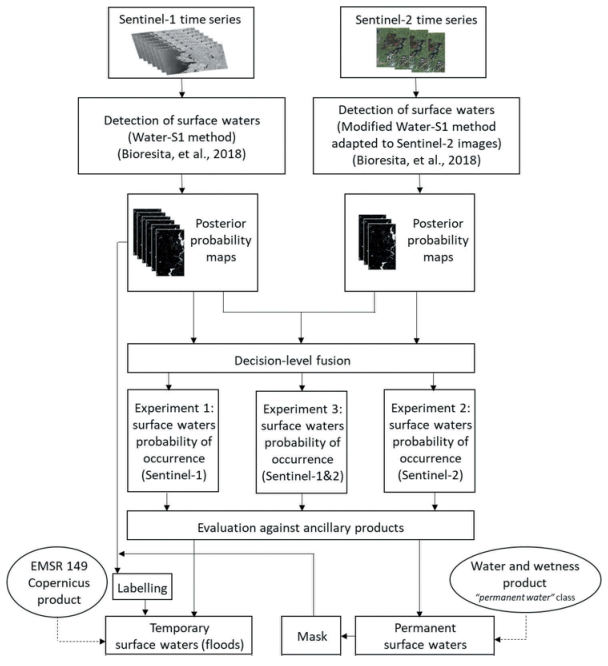 Sentinel-1 time series
Sentinel-2 time series
Detection of surface waters
(Water-S1 method)
(Bioresita, et al., 2018)
Detection of surface waters
(Modified Water-S1 method
adapted to Sentinel-2 images)
(Bioresita, et al., 2018)
Posterior
probability
maps
Posterior
probability
maps
Decision-level fusion
Experiment 1:
surface waters
probability of
occurrence
(Sentinel-1)
Experiment 3:
surface waters
probability of
occurrence
(Sentinel-1&2)
Experiment 2:
surface waters
probability of
occurrence
(Sentinel-2)
Evaluation against ancillary products
EMSR 149
Copernicus
product
Labelling
Water and wetness
product
"permanent water" class
Temporary
surface waters (floods)
Mask
Permanent
surface waters